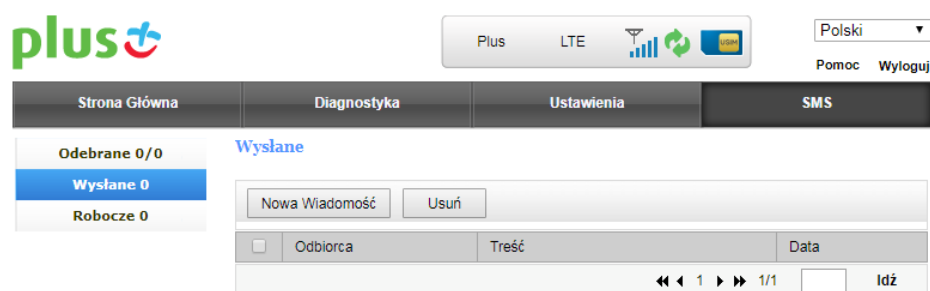 plus
Plus LTE USIM Polski
Pomoc Wyloguj
Strona Główna Diagnostyka Ustawienia SMS
Odebrane 0/0
Wysłane 0
Robocze 0
Wysłane
Nowa Wiadomość Usuń
Odbiorca Treść Data
1 1/1 Idź